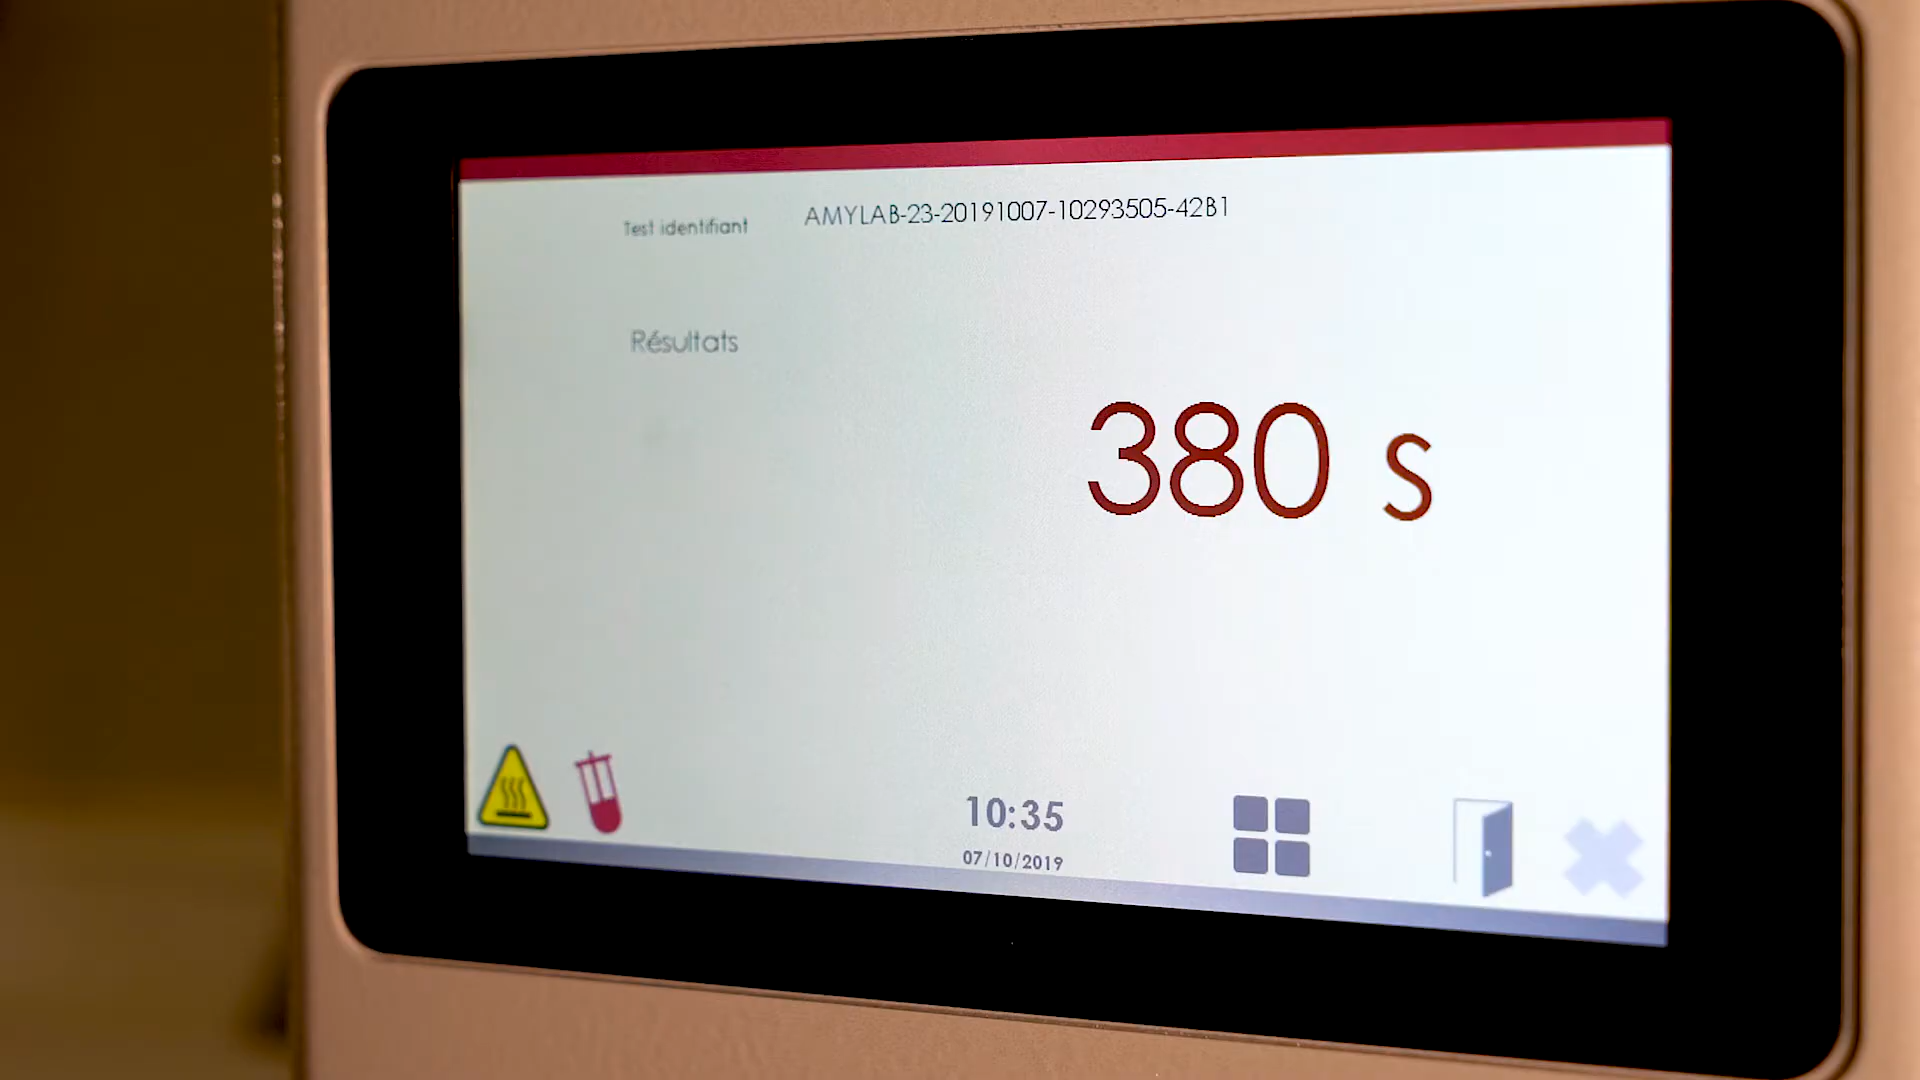 Test identifiant AMYLAB-23-20191007-10293505-42B1
Résultats
380 s
10:35
07/10/2019